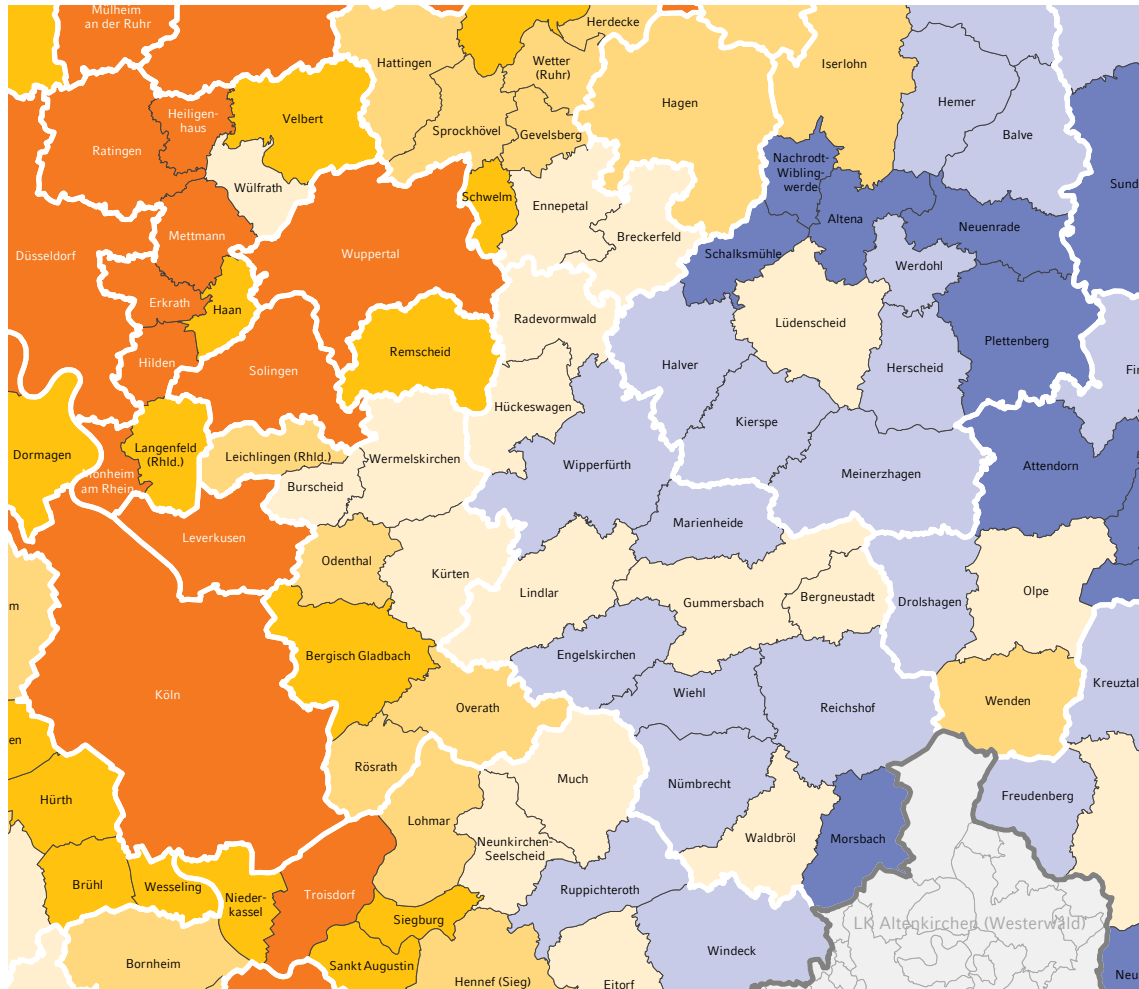 Mülheim
an der Ruhr
Herdecke
Hattingen
Wetter
(Ruhr)
Iserlohn
Hemer
Hagen
Heiligen-
haus
Velbert
Sprockhövel
Gevelsberg
Balve
Ratingen
Nachrodt-
Wibling-
werde
Sund
Wülfrath
Schwelm
Ennepetal
Altena
Neuenrade
Mettmann
Breckerfeld
Düsseldorf
Wuppertal
Schalksmühle
Werdohl
Erkrath
Haan
Radevormwald
Lüdenscheid
Plettenberg
Remscheid
Hilden
Solingen
Halver
Herscheid
Fin
Hückeswagen
Kierspe
Dormagen
Langenfeld
(Rhld.)
Leichlingen (Rhld.)
Wermelskirchen
Wipperfürth
Attendorn
Monheim
am Rhein
Burscheid
Meinerzhagen
Marienheide
Leverkusen
Odenthal
Kürten
Lindlar
Gummersbach
Bergneustadt
Drolshagen
Olpe
m
Bergisch Gladbach
Engelskirchen
Kreuztal
Köln
Wiehl
Overath
Reichshof
Wenden
en
Rösrath
Much
Nümbrecht
Hürth
Freudenberg
Lohmar
Neunkirchen-
Seelscheid
Waldbröl
Morsbach
Brühl
Wesseling
Nieder-
kassel
Troisdorf
Ruppichteroth
Siegburg
LK Altenkirchen (Westerwald)
Bornheim
Sankt Augustin
Windeck
Hennef (Sieg)
Eitorf
Neu